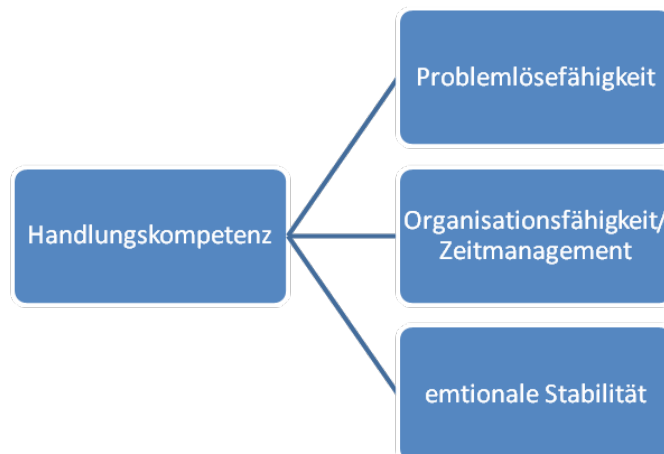 Problemlösefähigkeit
Handlungskompetenz
Organisationsfähigkeit/
Zeitmanagement
emtionale Stabilität